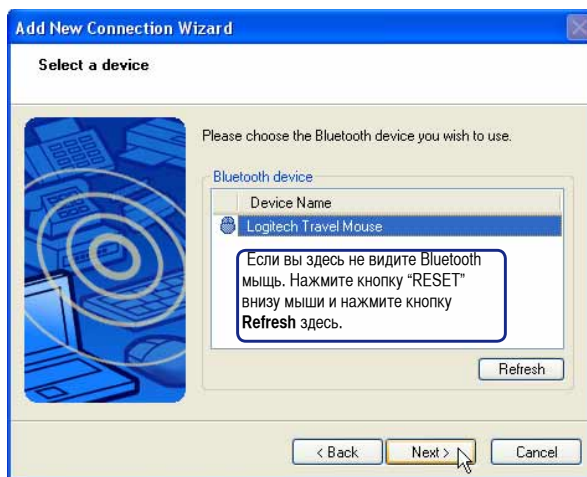 Add New Connection Wizard
Select a device
Please choose the Bluetooth device you wish to use.
Bluetooth device
Device Name
Logitech Travel Mouse
Если вы здесь не видите Bluetooth
мыщь. Нажмите кнопку “RESET”
внизу мыши и нажмите кнопку
Refresh здесь.
Refresh
< Back
Next >
Cancel